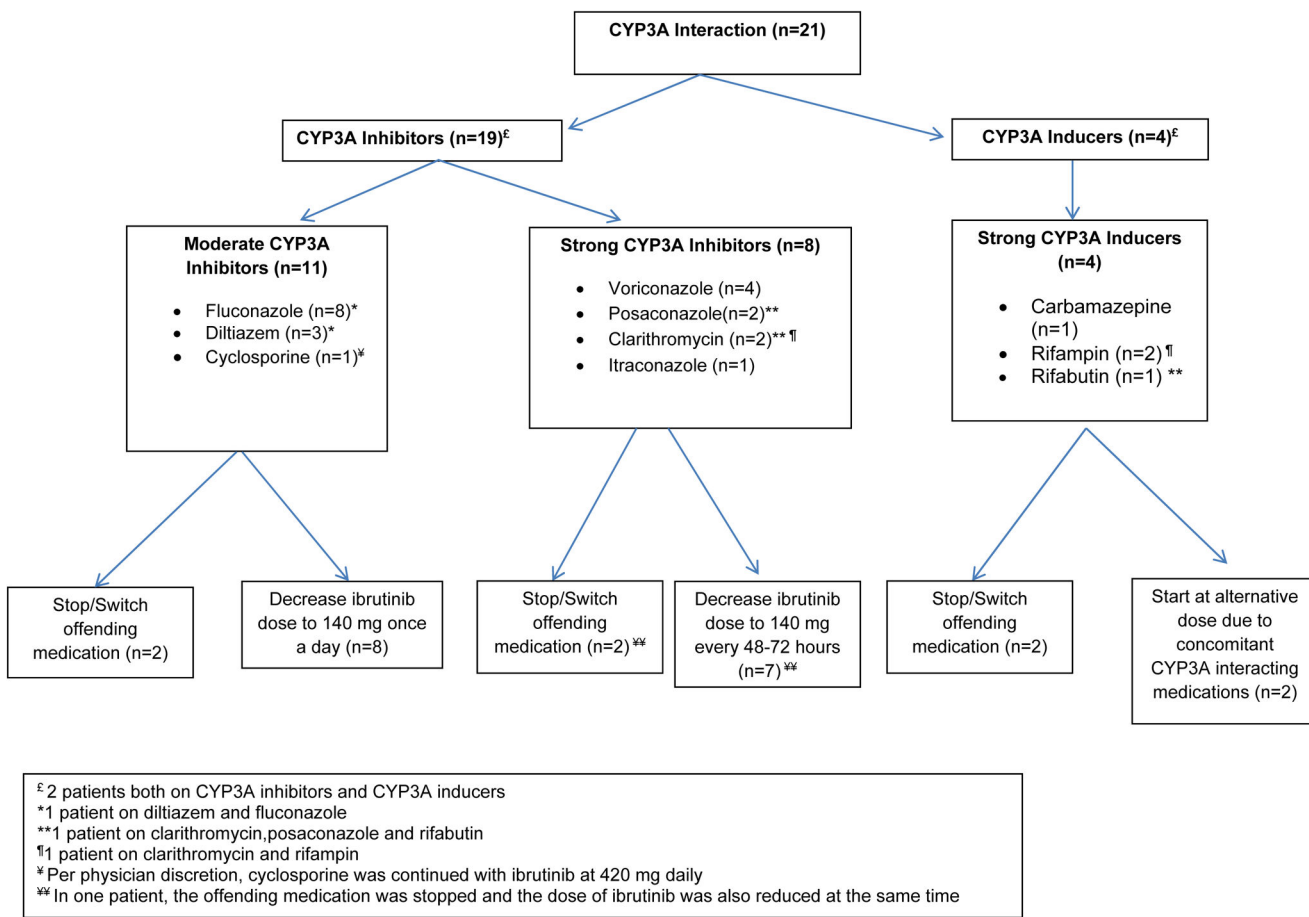 CYP3A Interaction (n=21)
CYP3A Inhibitors (n=19)£
CYP3A Inducers (n=4)£
Moderate CYP3A
Inhibitors (n=11)
• Fluconazole (n=8)*
• Diltiazem (n=3)*
• Cyclosporine (n=1)¥
Strong CYP3A Inhibitors (n=8)
• Voriconazole (n=4)
• Posaconazole(n=2)**
• Clarithromycin (n=2)** ¶
• Itraconazole (n=1)
Strong CYP3A Inducers
(n=4)
• Carbamazepine
(n=1)
• Rifampin (n=2) ¶
• Rifabutin (n=1) **
Stop/Switch
offending
medication (n=2)
Decrease ibrutinib
dose to 140 mg once
a day (n=8)
Stop/Switch
offending
medication (n=2) ¥¥
Decrease ibrutinib
dose to 140 mg
every 48-72 hours
(n=7) ¥¥
Stop/Switch
offending
medication (n=2)
Start at alternative
dose due to
concomitant
CYP3A interacting
medications (n=2)
£ 2 patients both on CYP3A inhibitors and CYP3A inducers
*1 patient on diltiazem and fluconazole
**1 patient on clarithromycin,posaconazole and rifabutin
¶1 patient on clarithromycin and rifampin
¥ Per physician discretion, cyclosporine was continued with ibrutinib at 420 mg daily
¥¥ In one patient, the offending medication was stopped and the dose of ibrutinib was also reduced at the same time